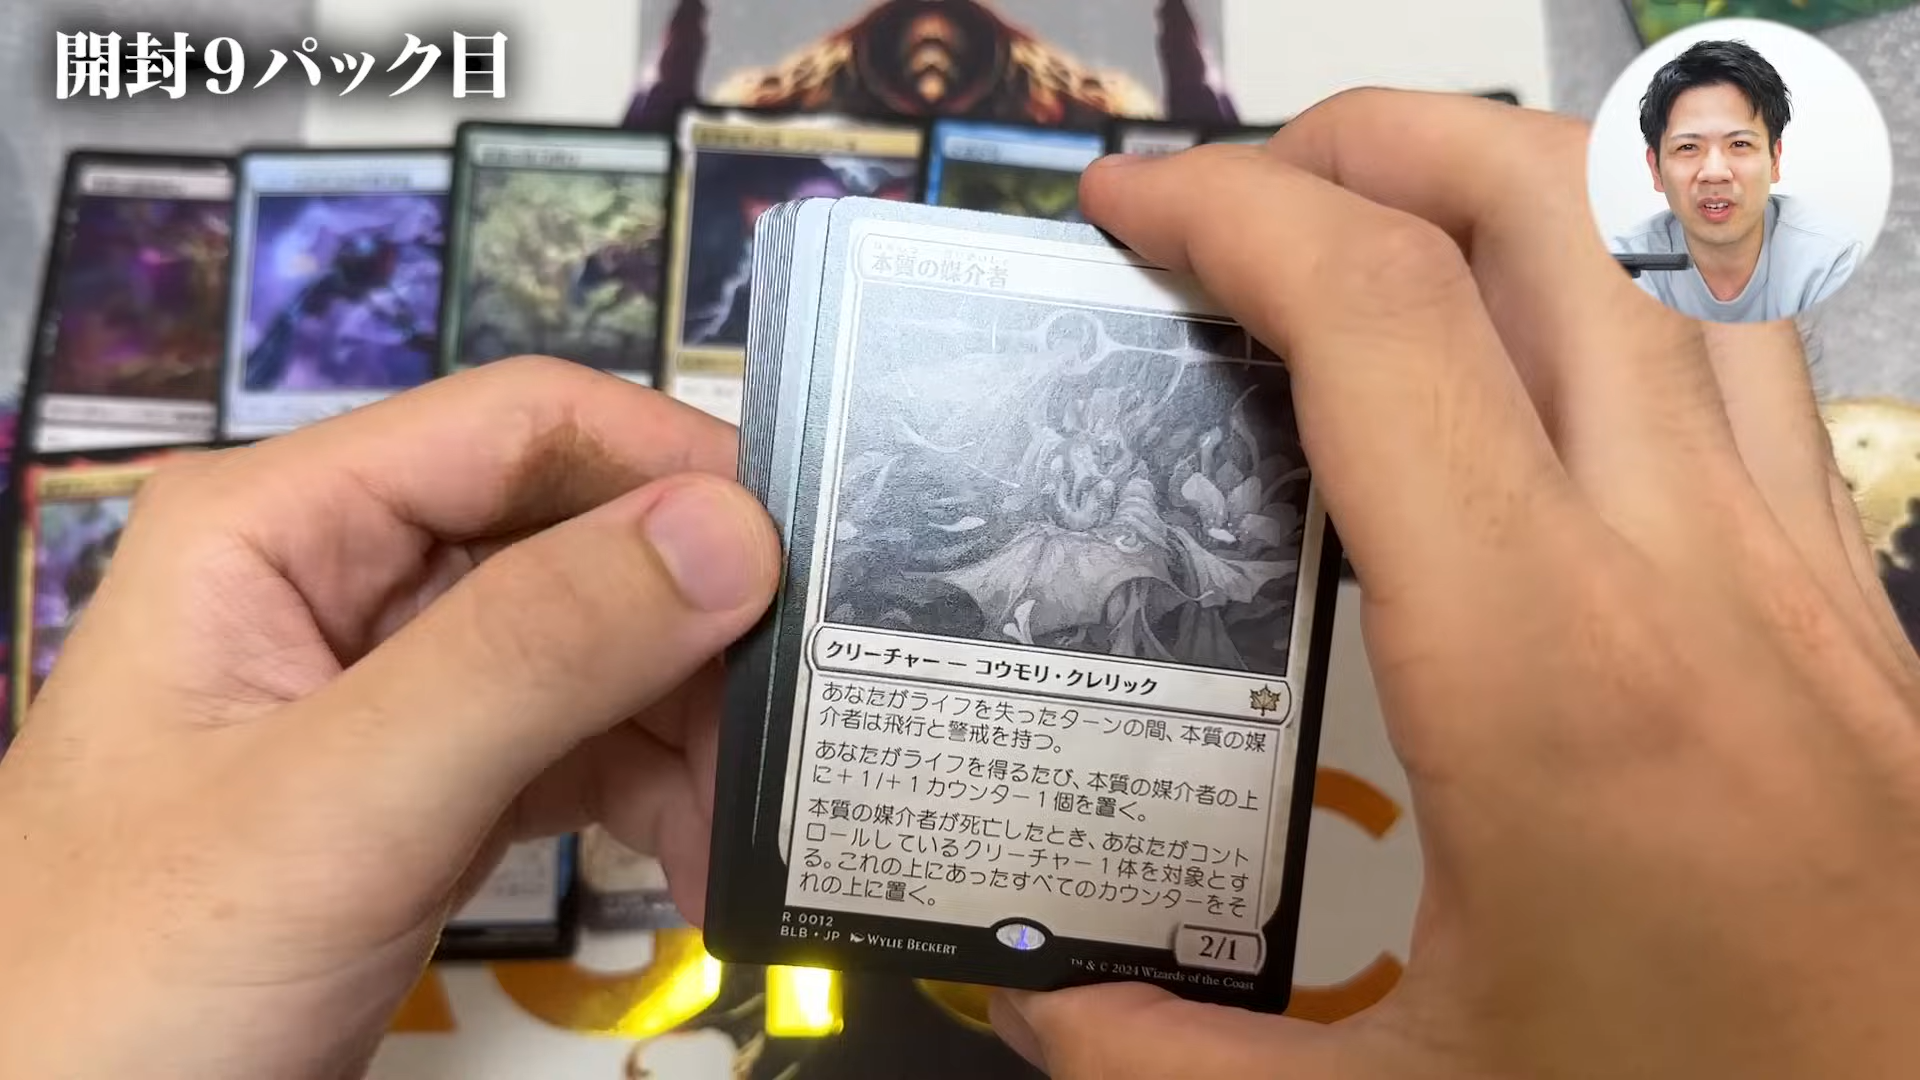 開封9パック目
本質の媒介者
クリーチャー — コウモリ・クレリック
あなたがライフを失ったターンの間、本質の媒
介者は飛行と警戒を持つ。
あなたがライフを得るたび、本質の媒介者の上
に+1/+1カウンター1個を置く。
本質の媒介者が死亡したとき、あなたがコント
ロールしているクリーチャー1体を対象とす
る。これの上にあったすべてのカウンターをそ
れの上に置く。
R 0012
BLB • JP WYLIE BECKERT
2/1
™ & © 2024 Wizards of the Coast